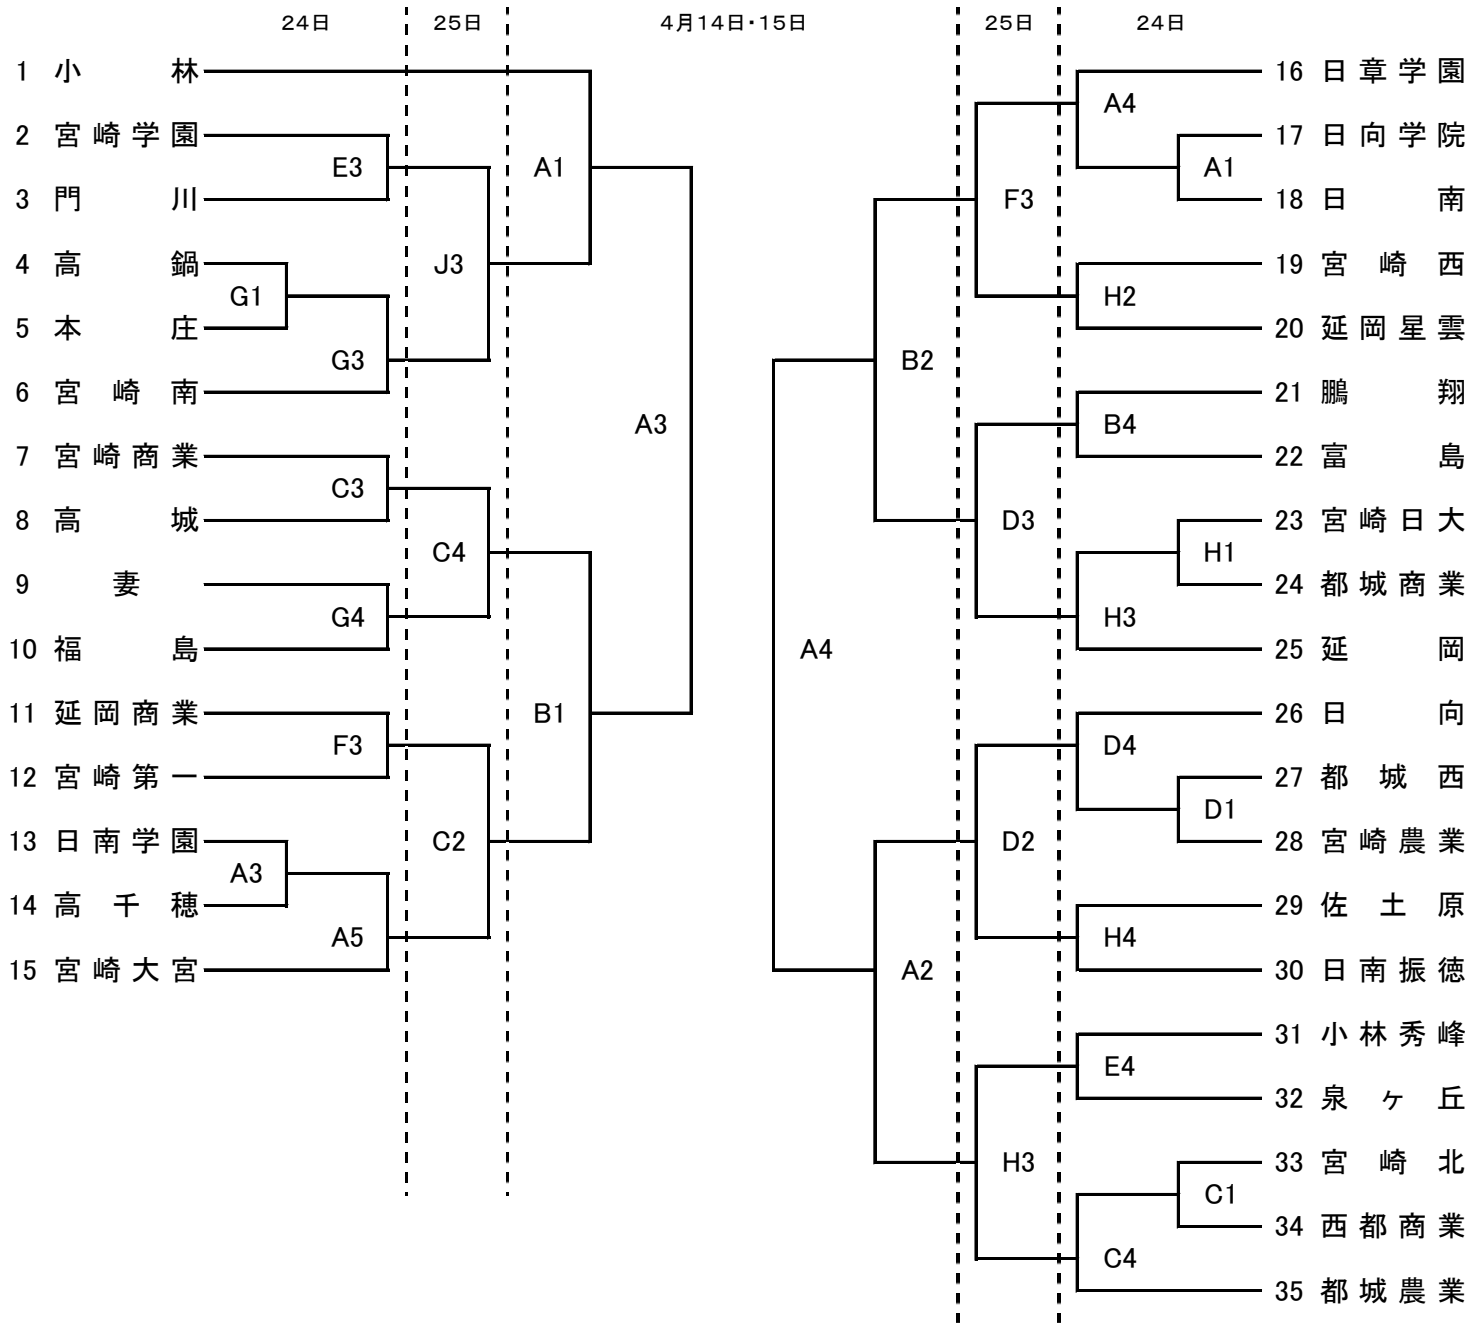 24日 25日 4月14日・15日 25日 24日
1 小林
2 宮崎学園
E3
3 門川
4 高鍋
G1
5 本庄
G3
6 宮崎南
J3
A1
7 宮崎商業
C3
8 高城
C4
9 妻
G4
10 福島
11 延岡商業
F3
12 宮崎第一
B1
13 日南学園
A3
14 高千穂
A5
15 宮崎大宮
C2
A3
16 日章学園
A4
17 日向学院
A1
18 日南
F3
19 宮崎西
H2
20 延岡星雲
B2
21 鵬翔
B4
22 富島
D3
23 宮崎日大
H1
24 都城商業
H3
25 延岡
A4
26 日向
D4
27 都城西
D1
28 宮崎農業
D2
29 佐土原
H4
30 日南振徳
A2
31 小林秀峰
E4
32 泉ヶ丘
H3
33 宮崎北
C1
34 西都商業
C4
35 都城農業